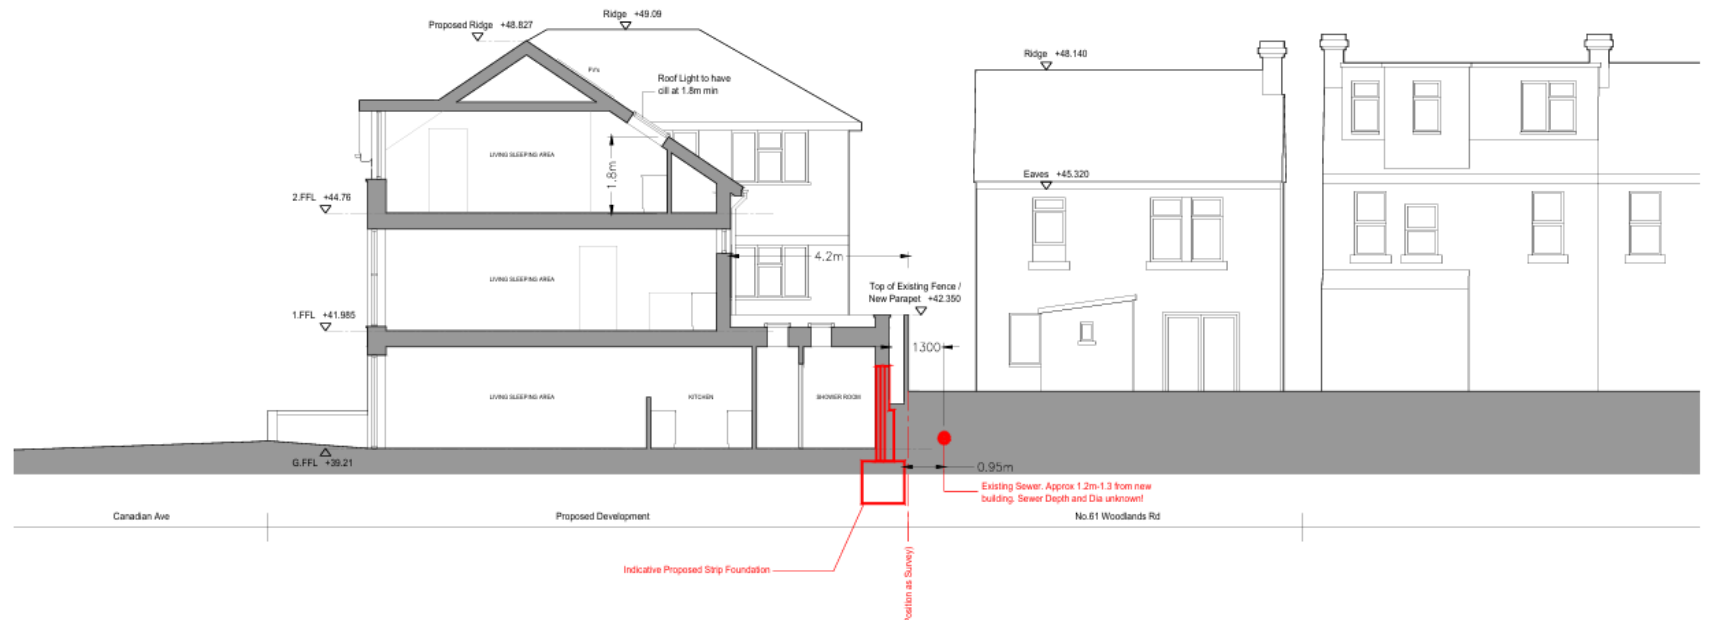 Ridge +49.09
Proposed Ridge +48.827
Ridge +48.140
PV's
Roof Light to have
cill at 1.8m min
LIVING SLEEPING AREA
1.8m
Eaves +45.320
2.FFL +44.76
4.2m
LIVING SLEEPING AREA
Top of Existing Fence /
New Parapet +42.350
1.FFL +41.985
1300
LIVING SLEEPING AREA
KITCHEN
SHOWER ROOM
G.FFL +39.21
0.95m
Existing Sewer. Approx 1.2m-1.3 from new
building. Sewer Depth and Dia unknown!
Canadian Ave
Proposed Development
No.61 Woodlands Rd
Indicative Proposed Strip Foundation
as Survey)